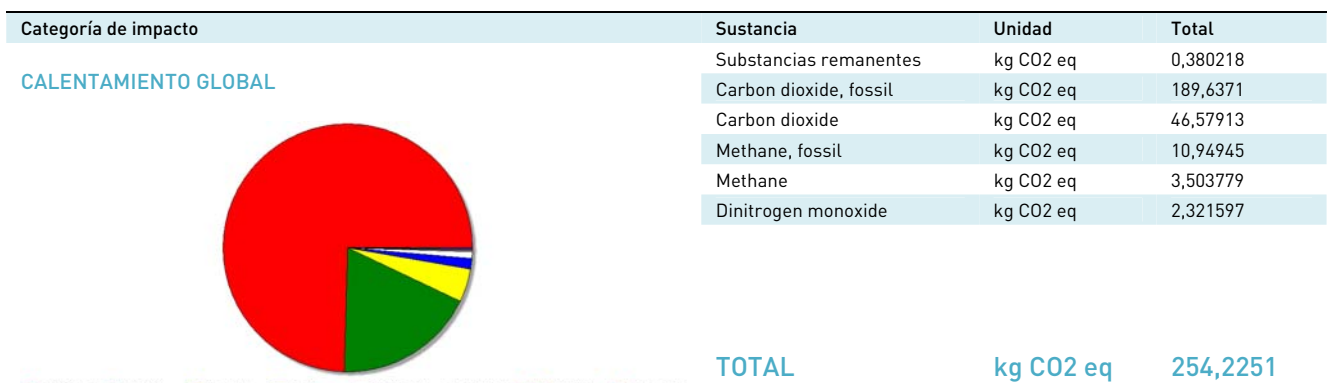 Categoría de impacto Sustancia Unidad Total
CALENTAMIENTO GLOBAL
Substancias remanentes kg CO2 eq 0,380218
Carbon dioxide, fossil kg CO2 eq 189,6371
Carbon dioxide kg CO2 eq 46,57913
Methane, fossil kg CO2 eq 10,94945
Methane kg CO2 eq 3,503779
Dinitrogen monoxide kg CO2 eq 2,321597
TOTAL kg CO2 eq 254,2251